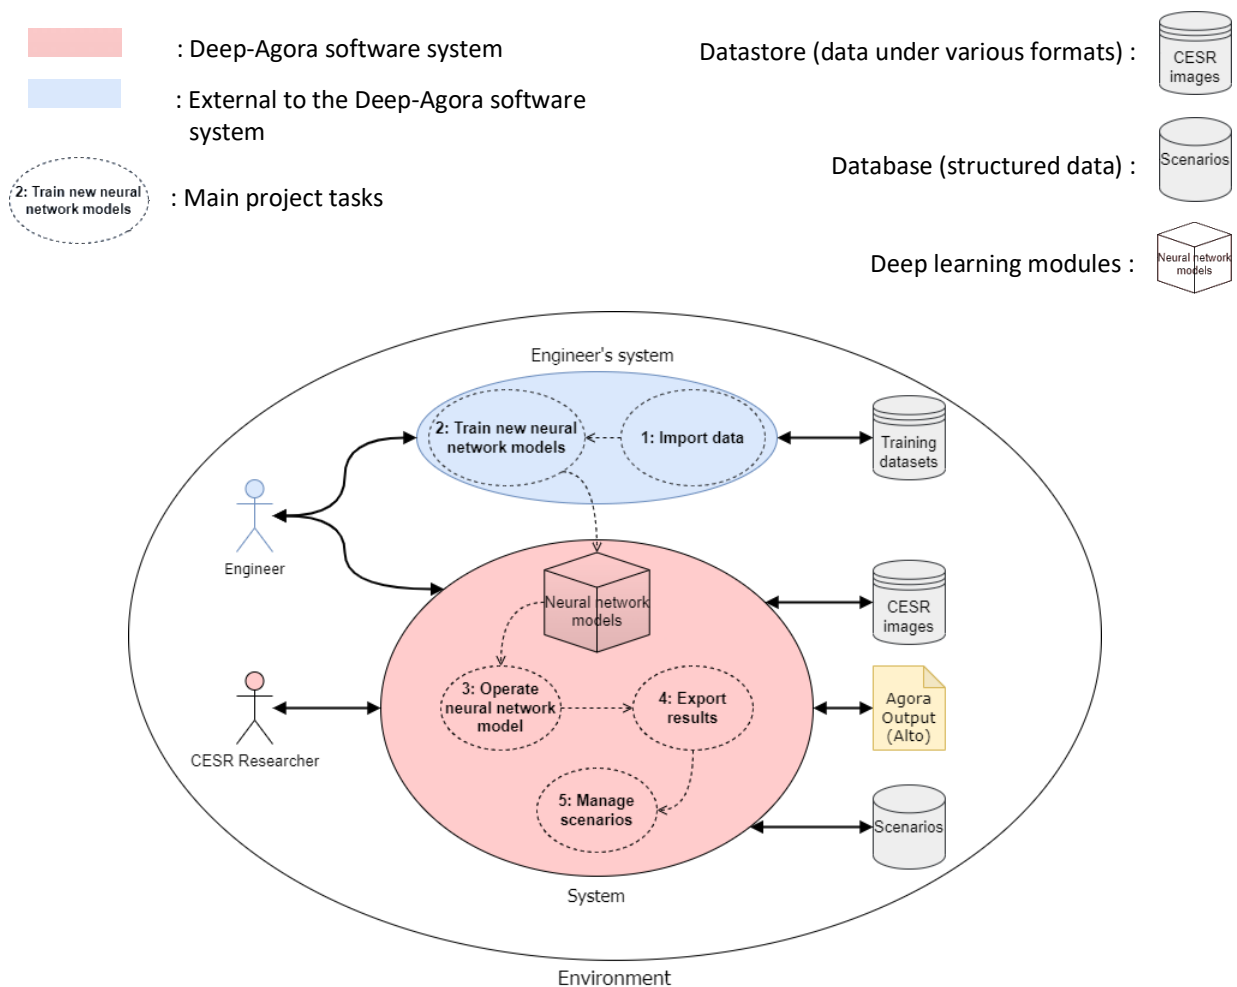 : Deep-Agora software system
: External to the Deep-Agora software
system
2: Train new neural
network models
: Main project tasks
Datastore (data under various formats) :
CESR
images
Database (structured data) :
Scenarios
Deep learning modules :
Neural network
models
Engineer's system
2: Train new neural
network models
1: Import data
Training
datasets
Engineer
Neural network
models
CESR
images
3: Operate
neural network
model
4: Export
results
Agora
Output
(Alto)
CESR Researcher
5: Manage
scenarios
Scenarios
System
Environment